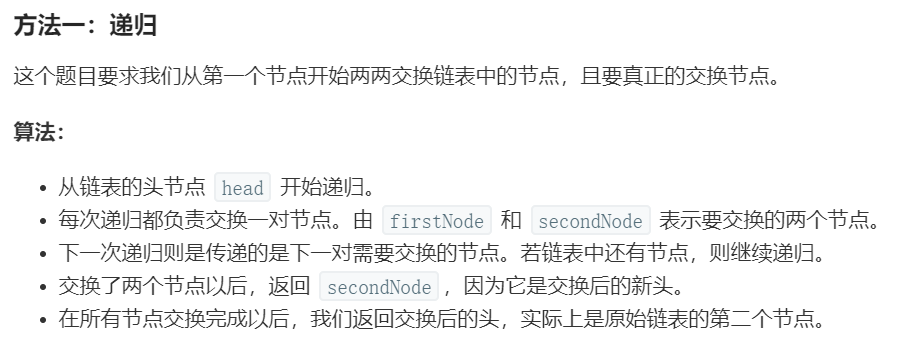 方法一：递归
这个题目要求我们从第一个节点开始两两交换链表中的节点，且要真正的交换节点。
算法：
• 从链表的头节点 head 开始递归。
• 每次递归都负责交换一对节点。由 firstNode 和 secondNode 表示要交换的两个节点。
• 下一次递归则是传递的是下一对需要交换的节点。若链表中还有节点，则继续递归。
• 交换了两个节点以后，返回 secondNode，因为它是交换后的新头。
• 在所有节点交换完成以后，我们返回交换后的头，实际上是原始链表的第二个节点。